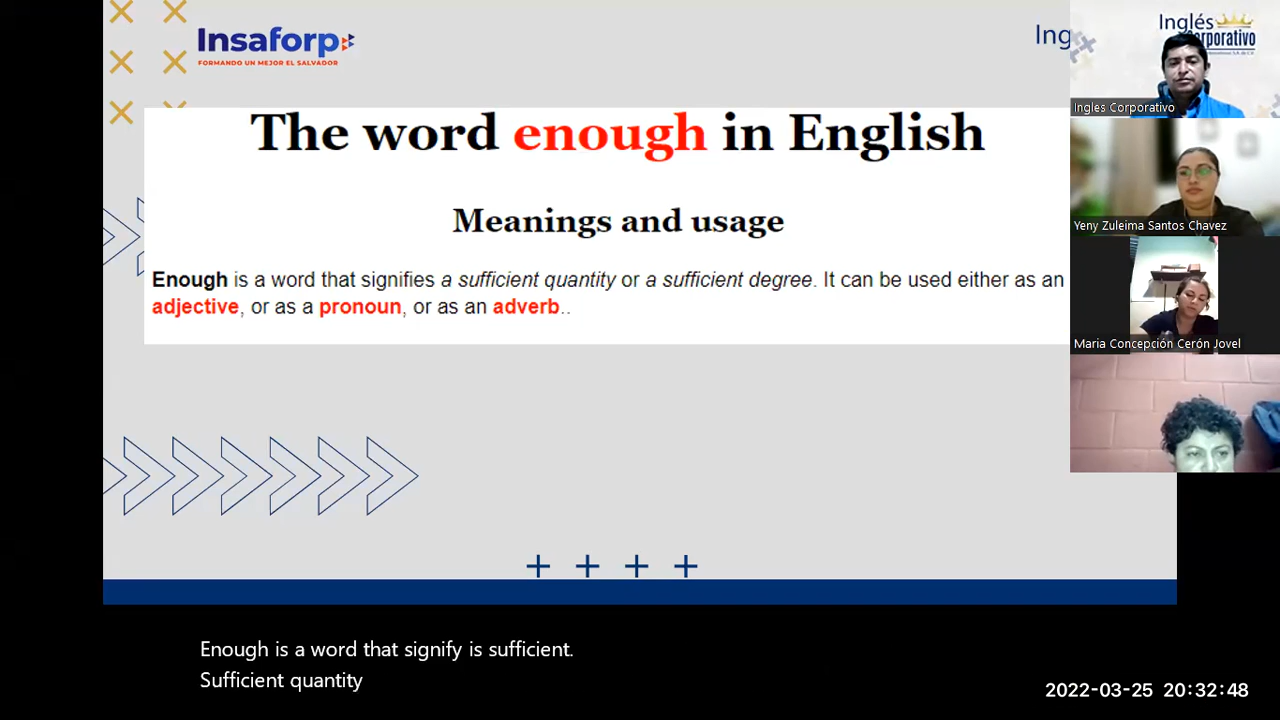 Insaforp
FORMANDO UN MEJOR EL SALVADOR
Ing
Inglés
Corporativo
Ingles Corporativo
The word enough in English
Meanings and usage
Enough is a word that signifies a sufficient quantity or a sufficient degree. It can be used either as an
adjective, or as a pronoun, or as an adverb..
Yeny Zuleima Santos Chavez
Maria Concepción Cerón Jovel
Enough is a word that signify is sufficient.
Sufficient quantity
2022-03-25 20:32:48